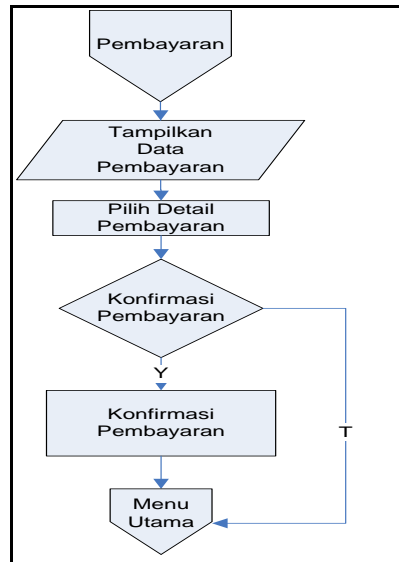 Pembayaran
Tampilkan
Data
Pembayaran
Pilih Detail
Pembayaran
Konfirmasi
Pembayaran
Y
Konfirmasi
Pembayaran
T
Menu
Utama